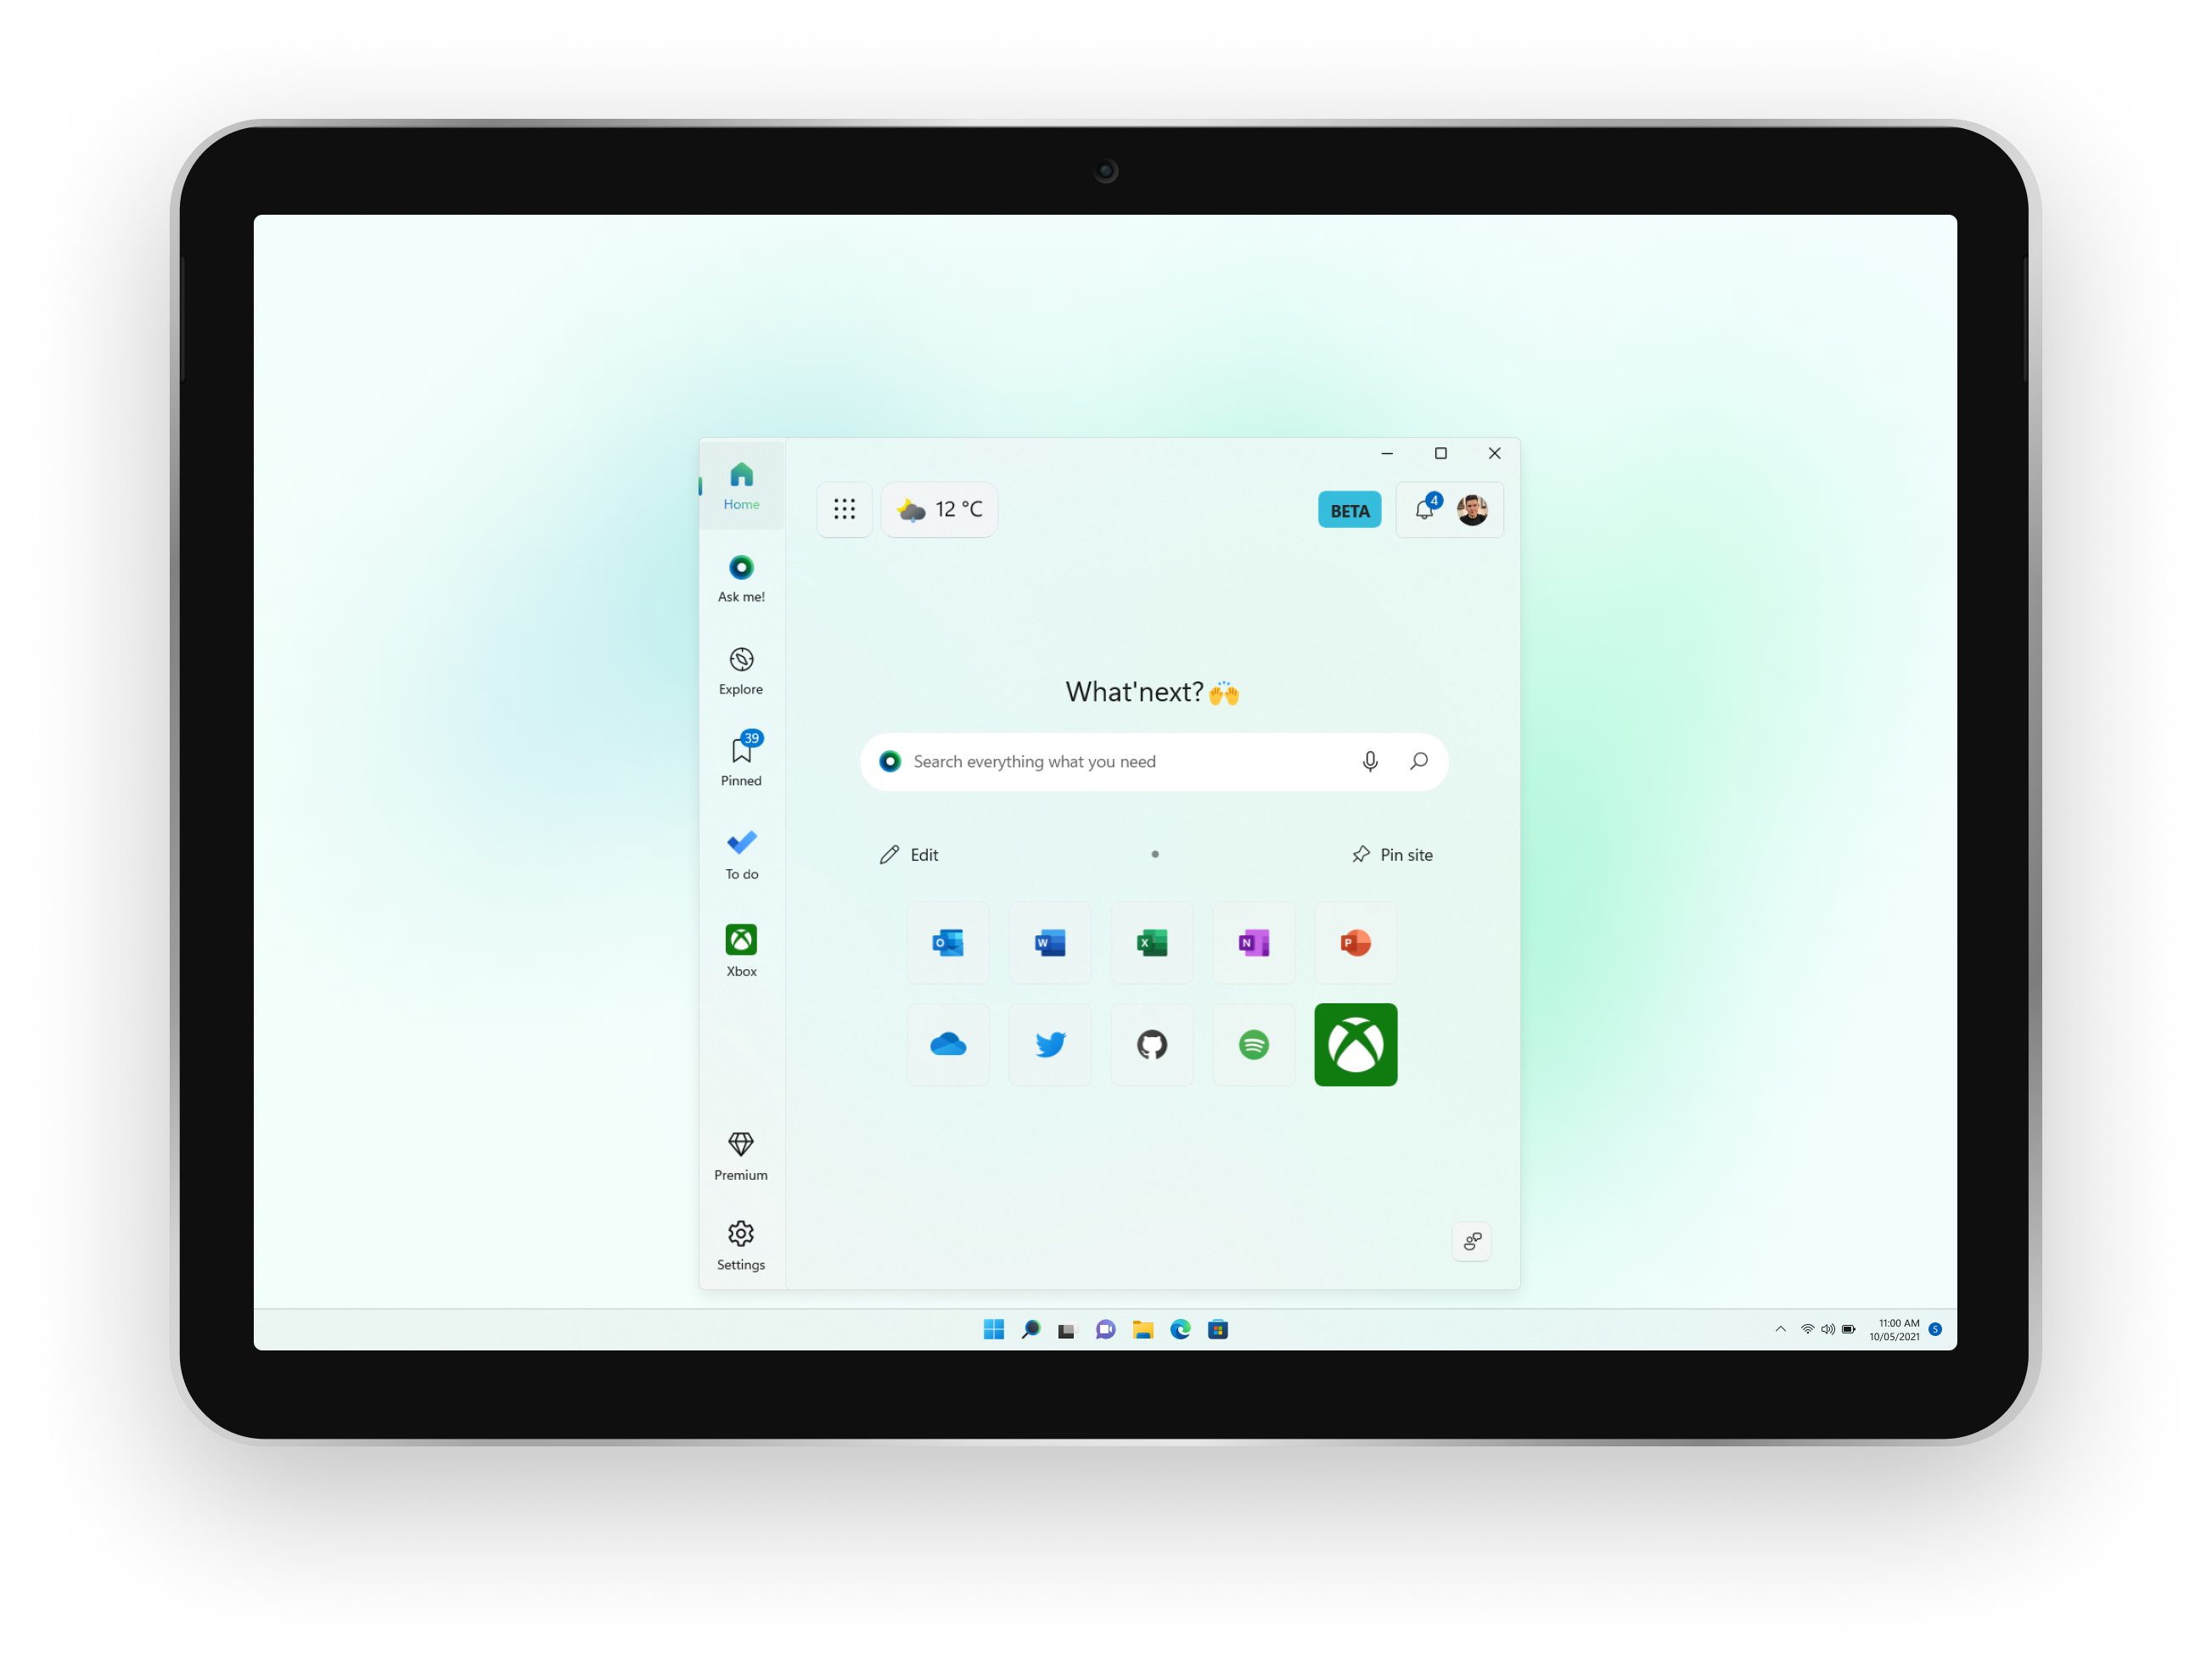 Home
12 °C
BETA
4
Ask me!
Explore
39
Pinned
What'next?
Search everything what you need
To do
Edit
Pin site
Xbox
O
W
X
N
P
Premium
Settings
11:00 AM
10/05/2021
5